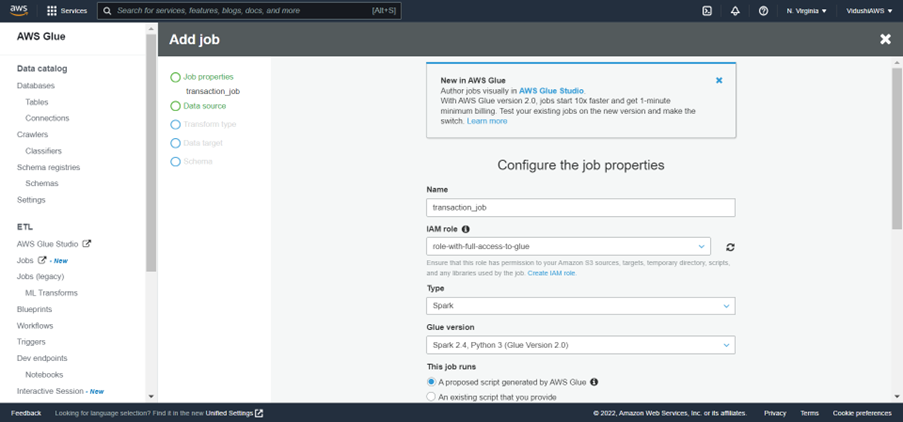 aws
Services
Search for services, features, blogs, docs, and more
[Alt+S]
N. Virginia
VidushiAWS
AWS Glue
Data catalog
Databases
Tables
Connections
Crawlers
Classifiers
Schema registries
Schemas
Settings
ETL
AWS Glue Studio
Jobs - New
Jobs (legacy)
ML Transforms
Blueprints
Workflows
Triggers
Dev endpoints
Notebooks
Interactive Session - New
Add job
Job properties
transaction_job
Data source
Transform type
Data target
Schema
New in AWS Glue
Author jobs visually in AWS Glue Studio.
With AWS Glue version 2.0, jobs start 10x faster and get 1-minute
minimum billing. Test your existing jobs on the new version and make the
switch. Learn more
Configure the job properties
Name
transaction_job
IAM role
role-with-full-access-to-glue
Ensure that this role has permission to your Amazon S3 sources, targets, temporary directory, scripts,
and any libraries used by the job. Create IAM role.
Type
Spark
Glue version
Spark 2.4, Python 3 (Glue Version 2.0)
This job runs
A proposed script generated by AWS Glue
An existing script that you provide
Feedback
Looking for language selection? Find it in the new Unified Settings
© 2022, Amazon Web Services, Inc. or its affiliates.
Privacy
Terms
Cookie preferences